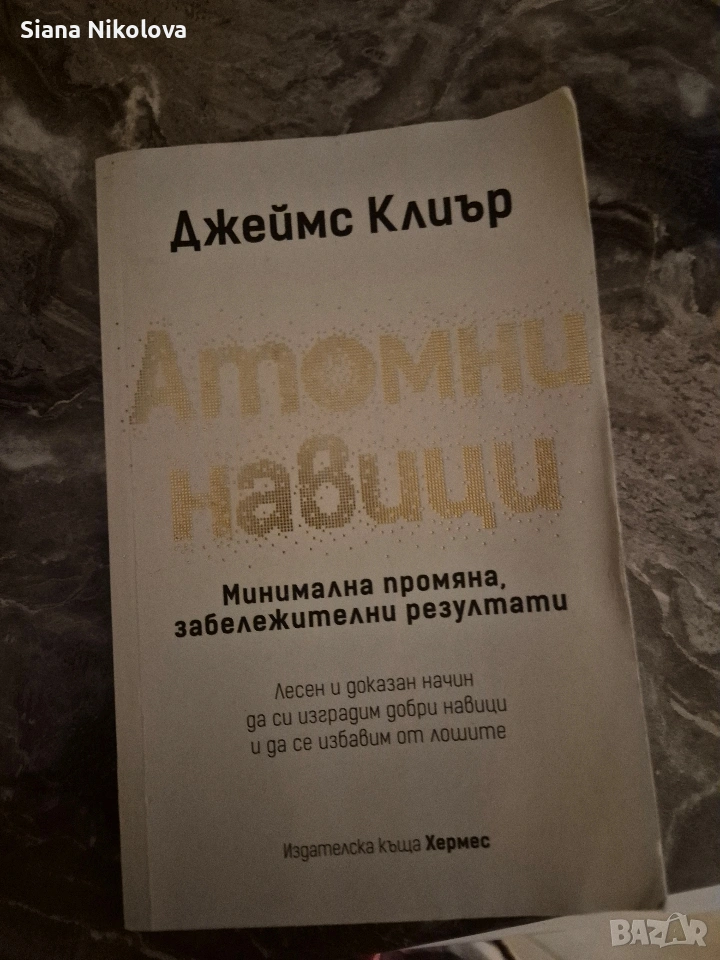 Siana Nikolova
Джеймс Клиър
Атомни
навици
Минимална промяна,
забележителни резултати
Лесен и доказан начин
да си изградим добри навици
и да се избавим от лошите
Издателска къща Хермес
BAZAR